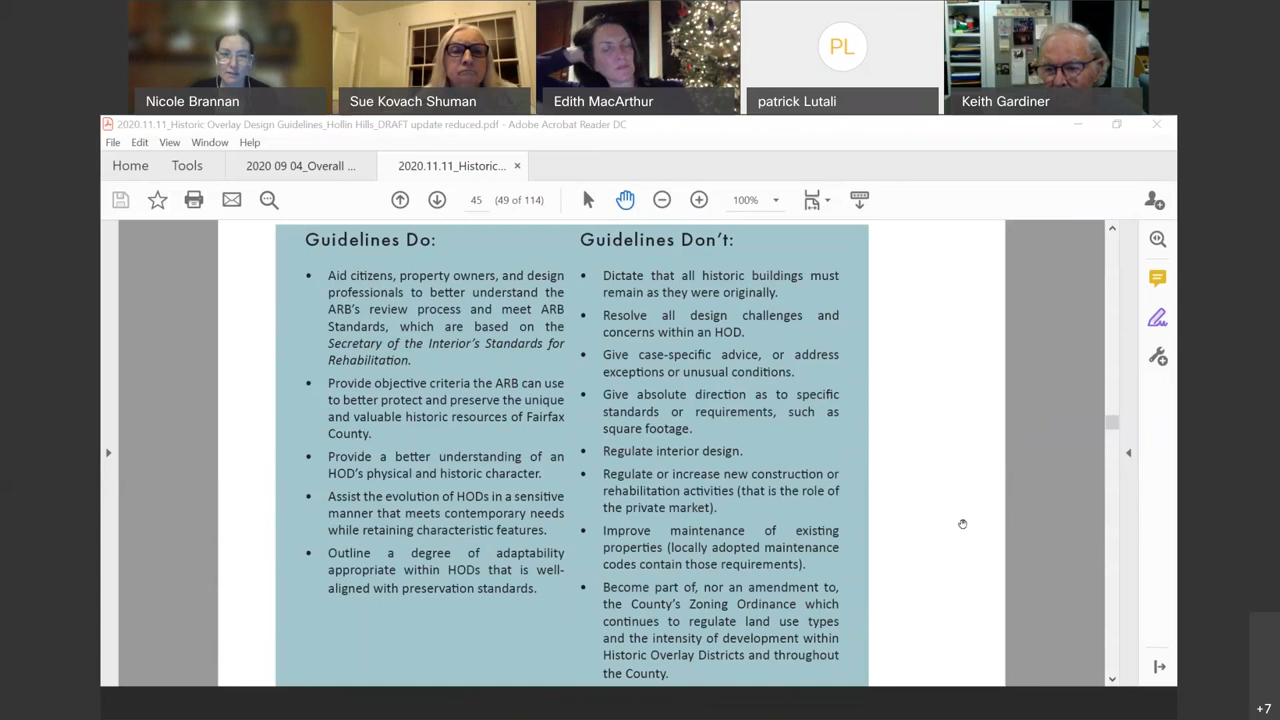 PL
Nicole Brannan
Sue Kovach Shuman
Edith MacArthur
patrick Lutali
Keith Gardiner
2020.11.11_Historic Overlay Design Guidelines_Hollin Hills_DRAFT update reduced.pdf - Adobe Acrobat Reader DC
File Edit View Window Help
Home Tools 2020 09 04_Overall ... 2020.11.11_Historic... ×
45 (49 of 114) 100%
Guidelines Do:
• Aid citizens, property owners, and design
professionals to better understand the
ARB's review process and meet ARB
Standards, which are based on the
Secretary of the Interior's Standards for
Rehabilitation.
• Provide objective criteria the ARB can use
to better protect and preserve the unique
and valuable historic resources of Fairfax
County.
• Provide a better understanding of an
HOD's physical and historic character.
• Assist the evolution of HODs in a sensitive
manner that meets contemporary needs
while retaining characteristic features.
• Outline a degree of adaptability
appropriate within HODs that is well-
aligned with preservation standards.
Guidelines Don't:
• Dictate that all historic buildings must
remain as they were originally.
• Resolve all design challenges and
concerns within an HOD.
• Give case-specific advice, or address
exceptions or unusual conditions.
• Give absolute direction as to specific
standards or requirements, such as
square footage.
• Regulate interior design.
• Regulate or increase new construction or
rehabilitation activities (that is the role of
the private market).
• Improve maintenance of existing
properties (locally adopted maintenance
codes contain those requirements).
• Become part of, nor an amendment to,
the County's Zoning Ordinance which
continues to regulate land use types
and the intensity of development within
Historic Overlay Districts and throughout
the County.
+7